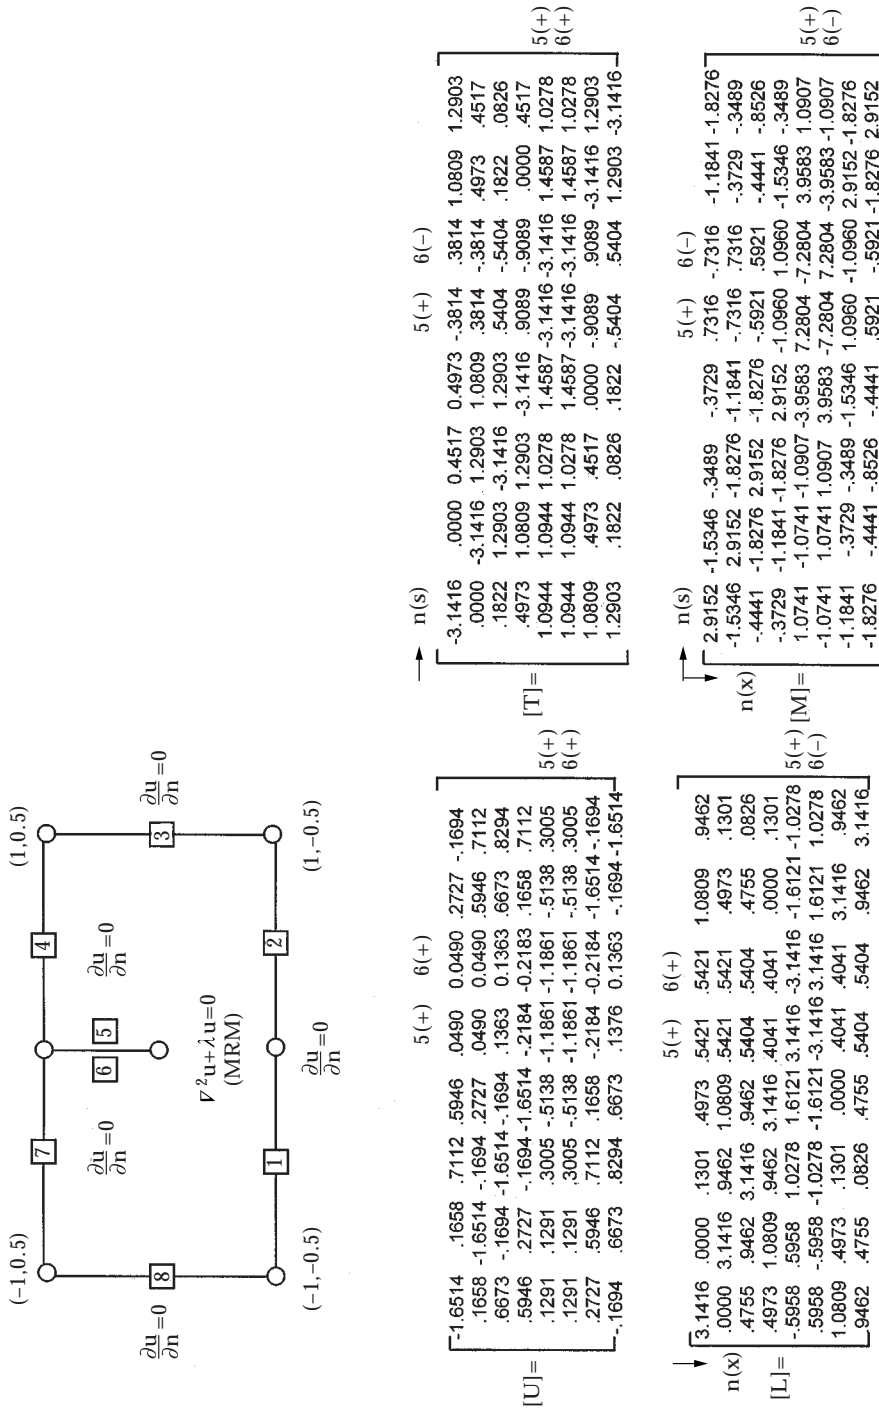 (-1,0.5)
(1,0.5)
7
4
∂u/∂n=0
∂u/∂n=0
6
5
∂u/∂n=0
8
3
∂u/∂n=0
∇²u+λu=0
(MRM)
1
2
(-1,-0.5)
∂u/∂n=0
(1,-0.5)
5(+) 6(+)
[U]=
-1.6514 .1658 .7112 .5946 .0490 0.0490 .2727 -.1694
.1658 -1.6514 -.1694 .2727 .0490 0.0490 .5946 .7112
.6673 -.1694 -1.6514 -.1694 .1363 0.1363 .6673 .8294
.5946 .2727 -.1694 -1.6514 -.2184 -0.2183 .1658 .7112
.1291 .1291 .3005 -.5138 -1.1861 -1.1861 -.5138 .3005 5(+)
.1291 .1291 .3005 -.5138 -1.1861 -1.1861 -.5138 .3005 6(+)
.2727 .5946 .7112 .1658 -.2184 -0.2184 -1.6514 -.1694
-.1694 .6673 .8294 .6673 .1376 0.1363 -.1694 -1.6514
→ n(s) 5(+) 6(-)
[T]=
-3.1416 .0000 0.4517 0.4973 -.3814 .3814 1.0809 1.2903
.0000 -3.1416 1.2903 1.0809 .3814 -.3814 .4973 .4517
.1822 1.2903 -3.1416 1.2903 .5404 -.5404 .1822 .0826
.4973 1.0809 1.2903 -3.1416 .9089 -.9089 .0000 .4517
1.0944 1.0944 1.0278 1.4587 -3.1416 -3.1416 1.4587 1.0278 5(+)
1.0944 1.0944 1.0278 1.4587 -3.1416 -3.1416 1.4587 1.0278 6(+)
1.0809 .4973 .4517 .0000 -.9089 .9089 -3.1416 1.2903
1.2903 .1822 .0826 .1822 -.5404 .5404 1.2903 -3.1416
5(+) 6(+)
n(x)
[L]=
3.1416 .0000 .1301 .4973 .5421 .5421 1.0809 .9462
.0000 3.1416 .9462 1.0809 .5421 .5421 .4973 .1301
.4755 .9462 3.1416 .9462 .5404 .5404 .4755 .0826
.4973 1.0809 .9462 3.1416 .4041 .4041 .0000 .1301
-.5958 .5958 1.0278 1.6121 3.1416 -3.1416 -1.6121 -1.0278 5(+)
.5958 -.5958 -1.0278 -1.6121 -3.1416 3.1416 1.6121 1.0278 6(-)
1.0809 .4973 .1301 .0000 .4041 .4041 3.1416 .9462
.9462 .4755 .0826 .4755 .5404 .5404 .9462 3.1416
→ n(s) 5(+) 6(-)
n(x)
[M]=
2.9152 -1.5346 -.3489 -.3729 .7316 -.7316 -1.1841 -1.8276
-1.5346 2.9152 -1.8276 -1.1841 -.7316 .7316 -.3729 -.3489
-.4441 -1.8276 2.9152 -1.8276 -.5921 .5921 -.4441 -.8526
-.3729 -1.1841 -1.8276 2.9152 -1.0960 1.0960 -1.5346 -.3489
1.0741 -1.0741 -1.0907 -3.9583 7.2804 -7.2804 3.9583 1.0907 5(+)
-1.0741 1.0741 1.0907 3.9583 -7.2804 7.2804 -3.9583 -1.0907 6(-)
-1.1841 -.3729 -.3489 -1.5346 1.0960 -1.0960 2.9152 -1.8276
-1.8276 -.4441 -.8526 -.4441 .5921 -.5921 -1.8276 2.9152